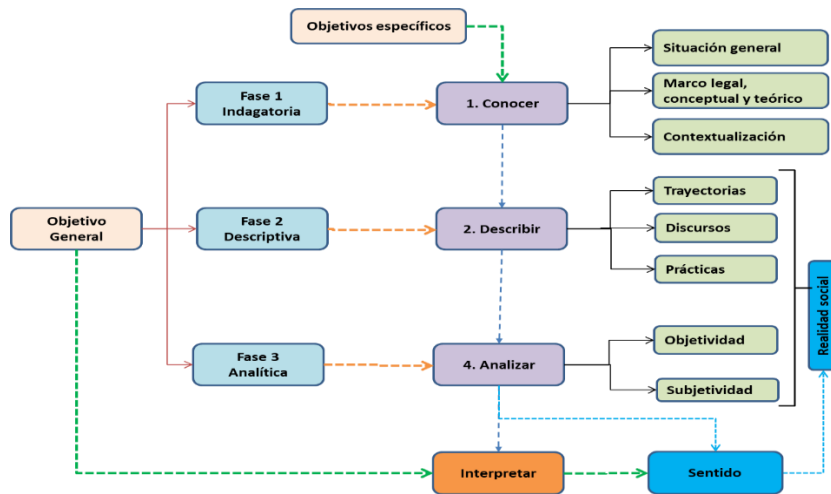 Objetivos específicos
Situación general
Fase 1
Indagatoria
1. Conocer
Marco legal,
conceptual y teórico
Contextualización
Trayectorias
Objetivo
General
Fase 2
Descriptiva
2. Describir
Discursos
Prácticas
Realidad social
Fase 3
Analítica
4. Analizar
Objetividad
Subjetividad
Interpretar
Sentido